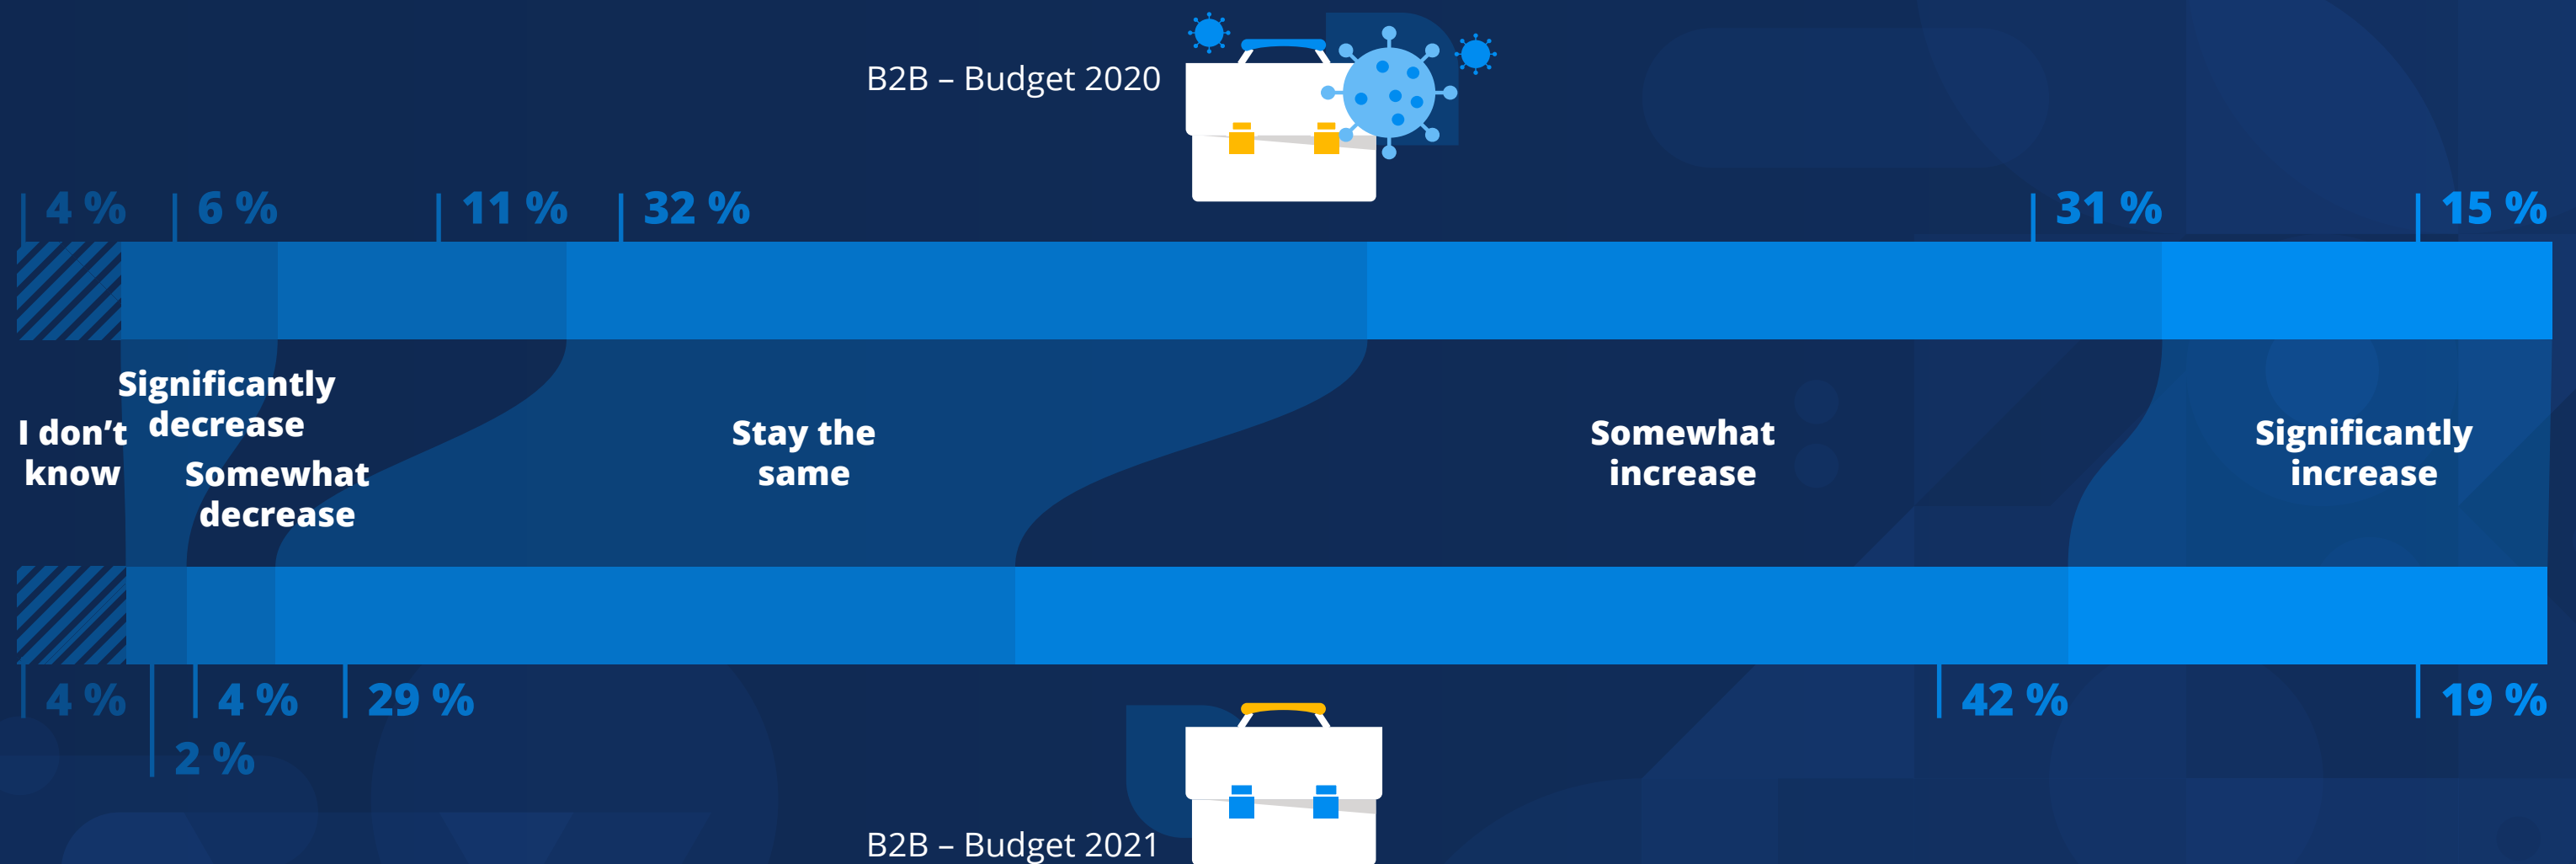 B2B – Budget 2020
4 %
6 %
11 %
32 %
31 %
15 %
I don’t
know
Significantly
decrease
Somewhat
decrease
Stay the
same
Somewhat
increase
Significantly
increase
4 %
2 %
4 %
29 %
42 %
19 %
B2B – Budget 2021